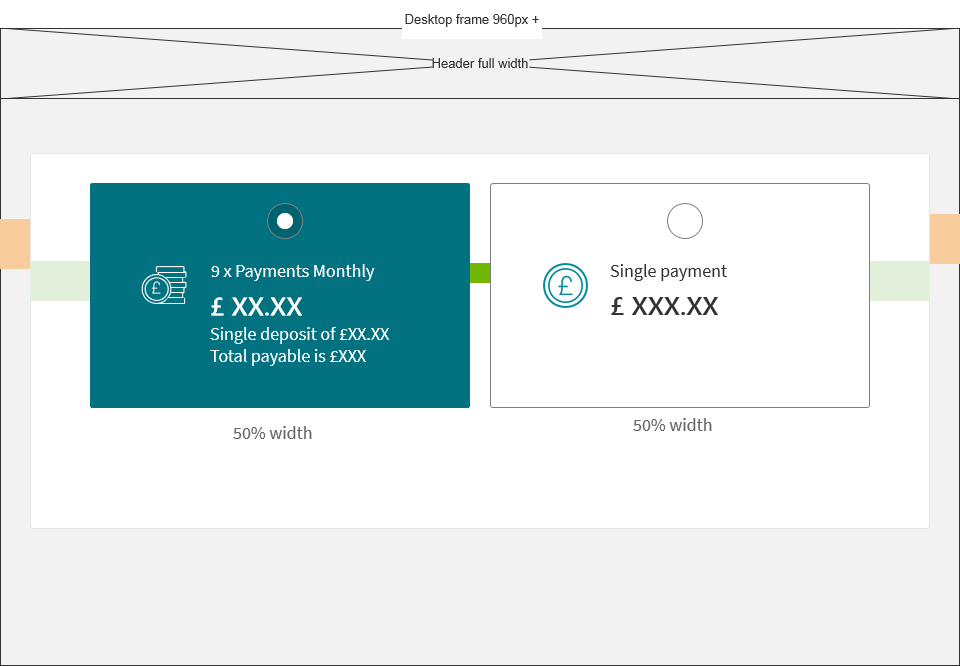 Desktop frame 960px +
Header full width
9 x Payments Monthly
£ XX.XX
Single deposit of £XX.XX
Total payable is £XXX
Single payment
£ XXX.XX
50% width
50% width